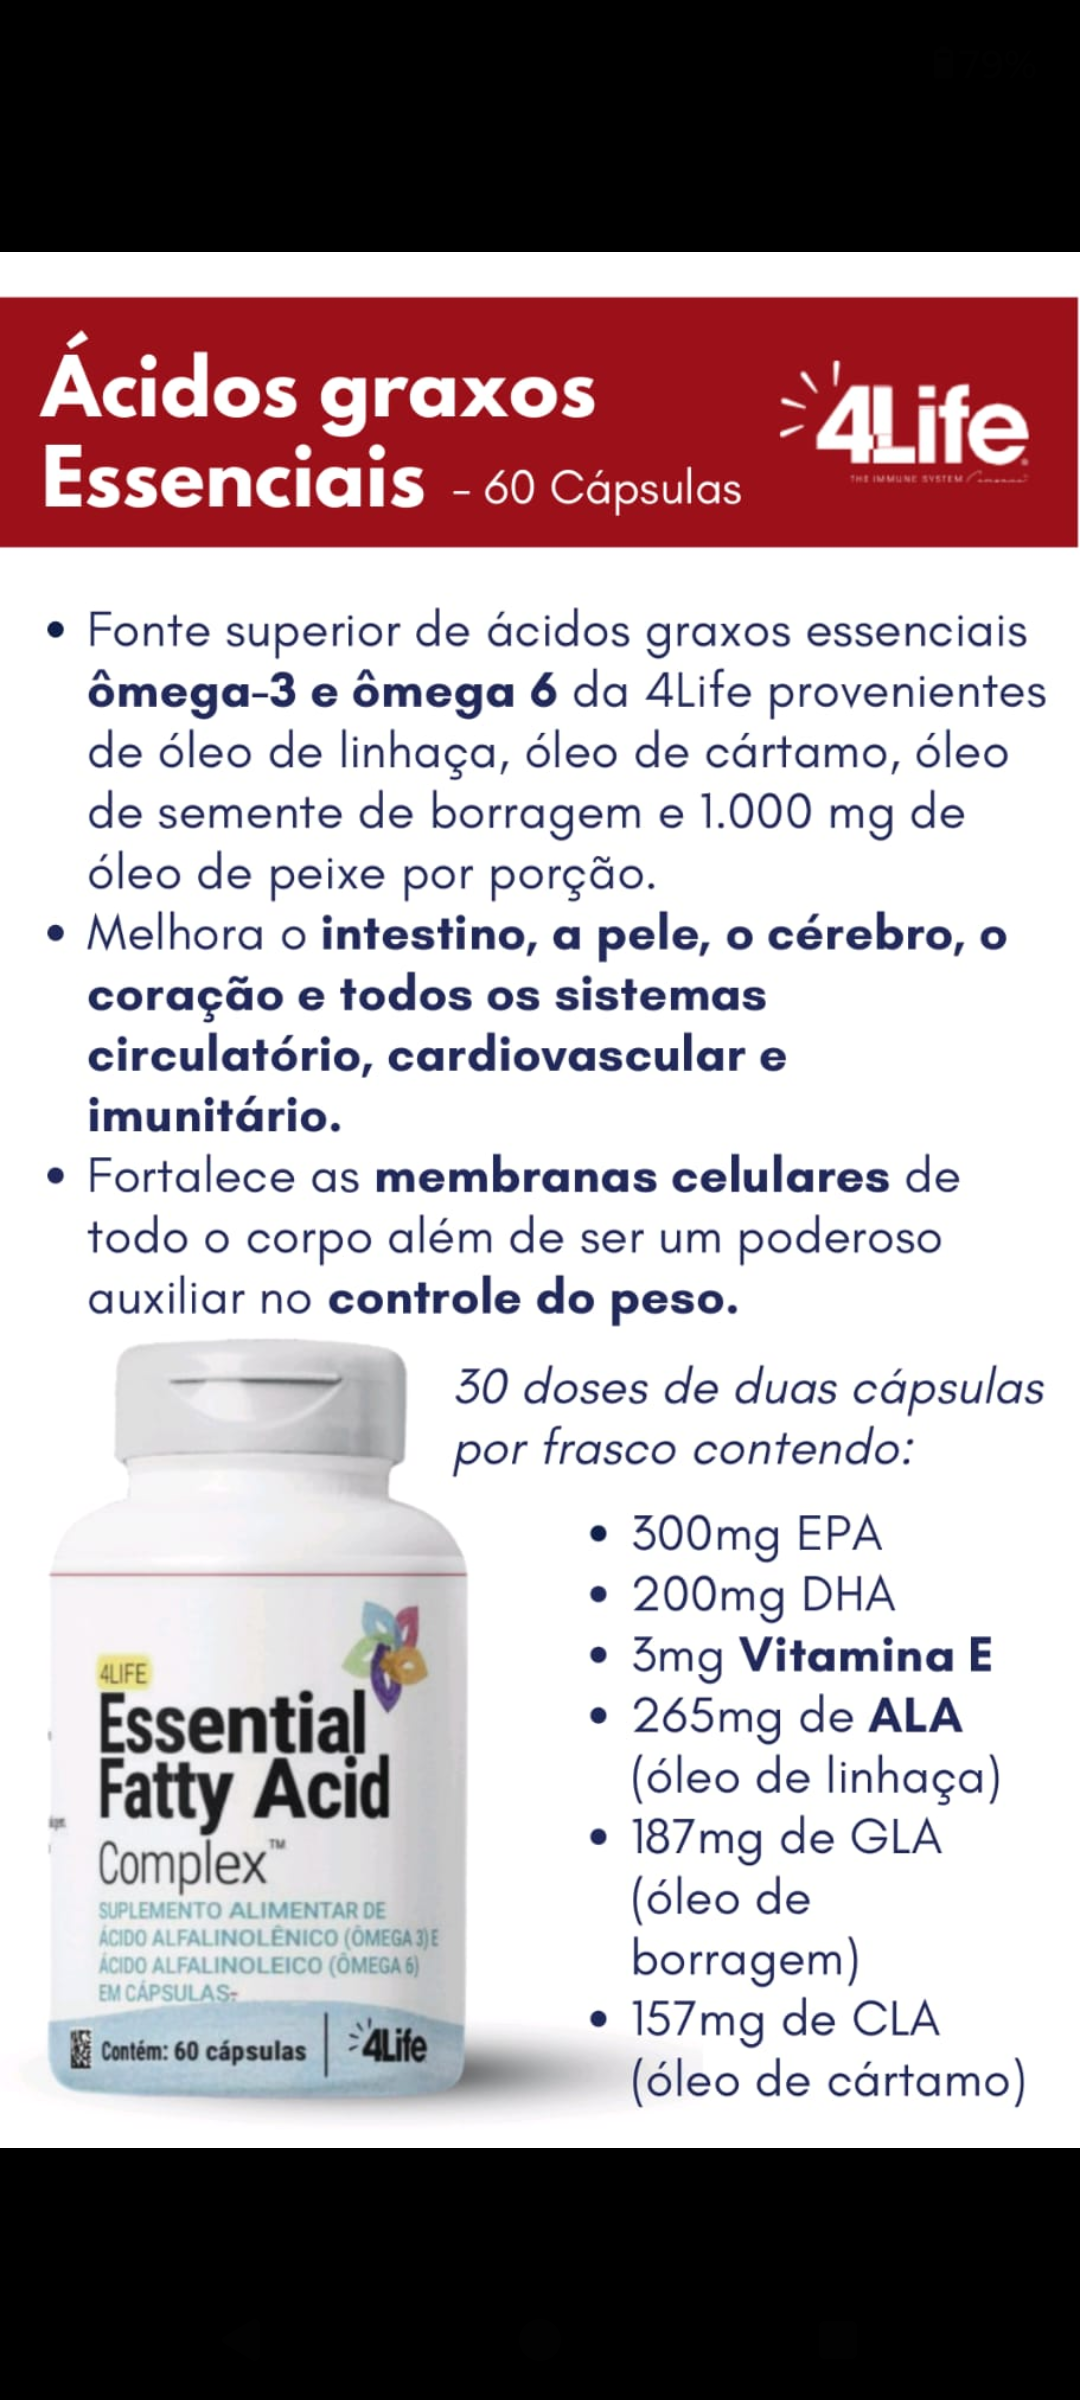 Ácidos graxos
Essenciais - 60 Cápsulas
4Life
THE IMMUNE SYSTEM
• Fonte superior de ácidos graxos essenciais
ômega-3 e ômega 6 da 4Life provenientes
de óleo de linhaça, óleo de cártamo, óleo
de semente de borragem e 1.000 mg de
óleo de peixe por porção.
• Melhora o intestino, a pele, o cérebro, o
coração e todos os sistemas
circulatório, cardiovascular e
imunitário.
• Fortalece as membranas celulares de
todo o corpo além de ser um poderoso
auxiliar no controle do peso.
30 doses de duas cápsulas
por frasco contendo:
• 300mg EPA
• 200mg DHA
• 3mg Vitamina E
• 265mg de ALA
(óleo de linhaça)
• 187mg de GLA
(óleo de
borragem)
• 157mg de CLA
(óleo de cártamo)
4LIFE
Essential
Fatty Acid
Complex™
SUPLEMENTO ALIMENTAR DE
ÁCIDO ALFALINOLÊNICO (ÔMEGA 3) E
ÁCIDO ALFALINOLEICO (ÔMEGA 6)
EM CÁPSULAS
Contém: 60 cápsulas
4Life